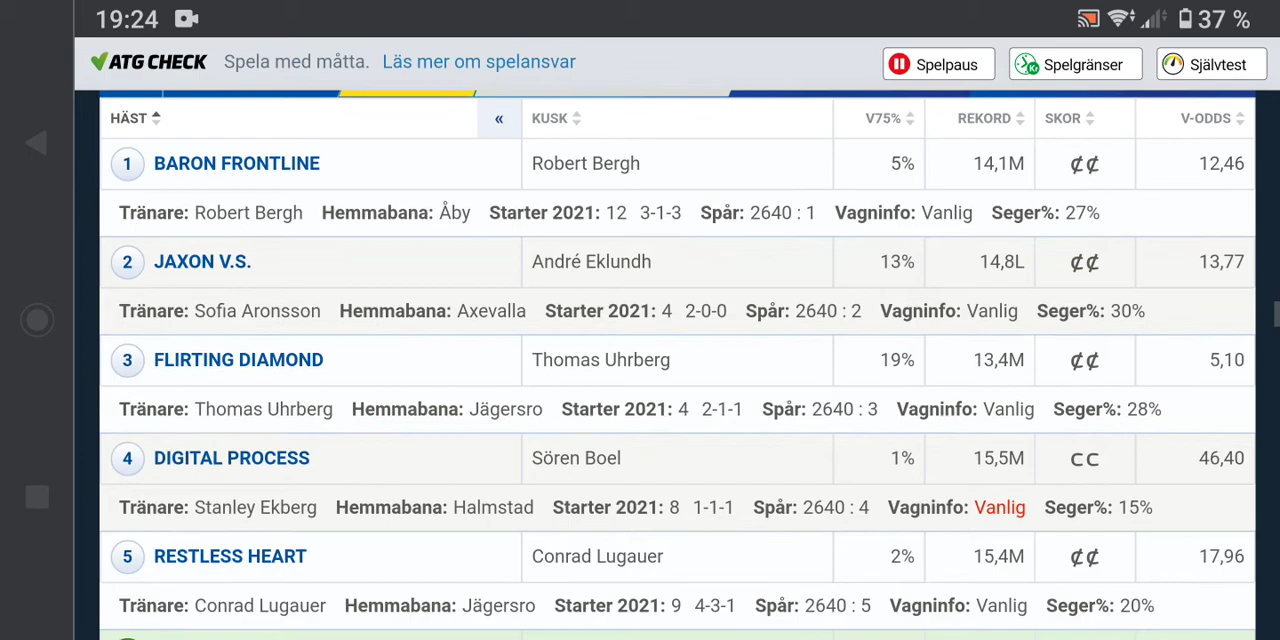 19:24 37 %
ATG CHECK Spela med måtta. Läs mer om spelansvar Spelpaus Spelgränser Självtest
HÄST « KUSK V75% REKORD SKOR V-ODDS
1 BARON FRONTLINE Robert Bergh 5% 14,1M ȼȼ 12,46
Tränare: Robert Bergh Hemmabana: Åby Starter 2021: 12 3-1-3 Spår: 2640 : 1 Vagninfo: Vanlig Seger%: 27%
2 JAXON V.S. André Eklundh 13% 14,8L ȼȼ 13,77
Tränare: Sofia Aronsson Hemmabana: Axevalla Starter 2021: 4 2-0-0 Spår: 2640 : 2 Vagninfo: Vanlig Seger%: 30%
3 FLIRTING DIAMOND Thomas Uhrberg 19% 13,4M ȼȼ 5,10
Tränare: Thomas Uhrberg Hemmabana: Jägersro Starter 2021: 4 2-1-1 Spår: 2640 : 3 Vagninfo: Vanlig Seger%: 28%
4 DIGITAL PROCESS Sören Boel 1% 15,5M CC 46,40
Tränare: Stanley Ekberg Hemmabana: Halmstad Starter 2021: 8 1-1-1 Spår: 2640 : 4 Vagninfo: Vanlig Seger%: 15%
5 RESTLESS HEART Conrad Lugauer 2% 15,4M ȼȼ 17,96
Tränare: Conrad Lugauer Hemmabana: Jägersro Starter 2021: 9 4-3-1 Spår: 2640 : 5 Vagninfo: Vanlig Seger%: 20%